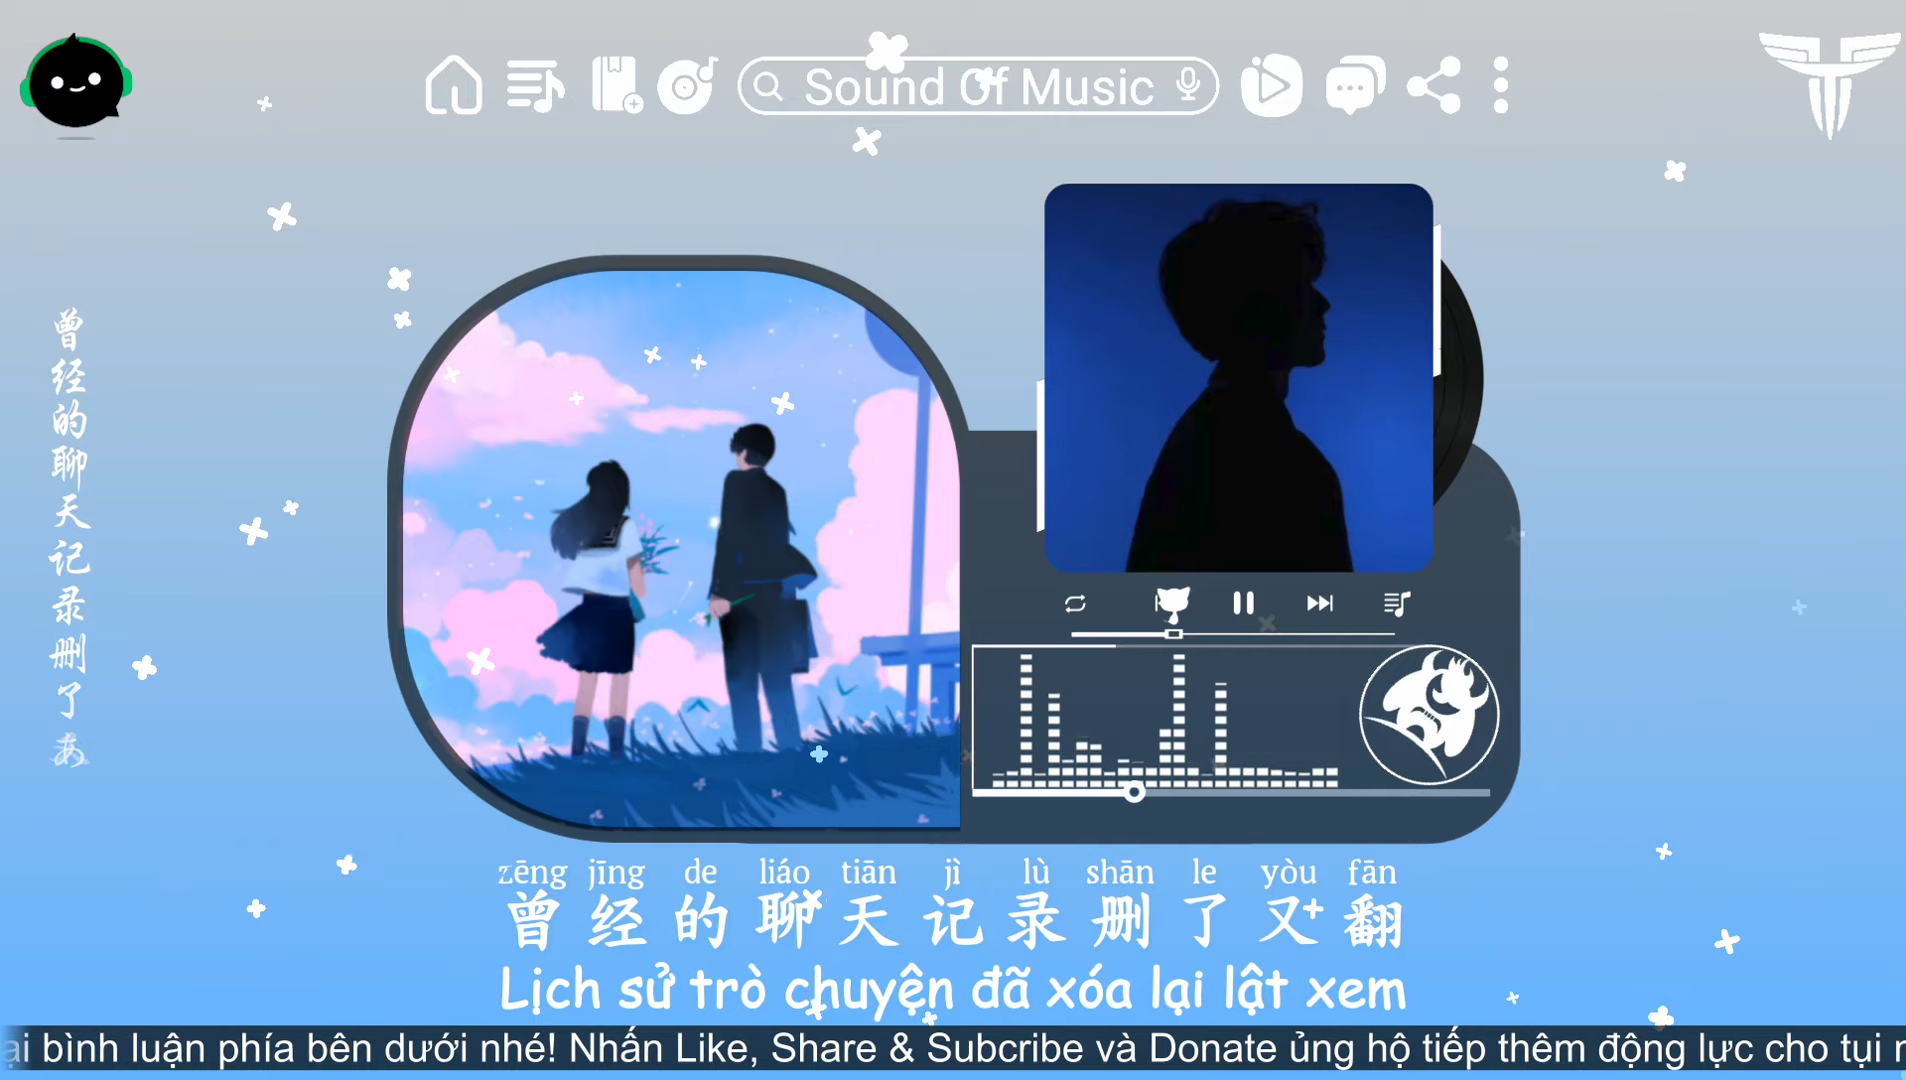 Sound Of Music
曾经的聊天记录删了
zēng jīng de liáo tiān jì lù shān le yòu fān
曾经的聊天记录删了又翻
Lịch sử trò chuyện đã xóa lại lật xem
bình luận phía bên dưới nhé! Nhấn Like, Share & Subcribe và Donate ủng hộ tiếp thêm động lực cho tụi